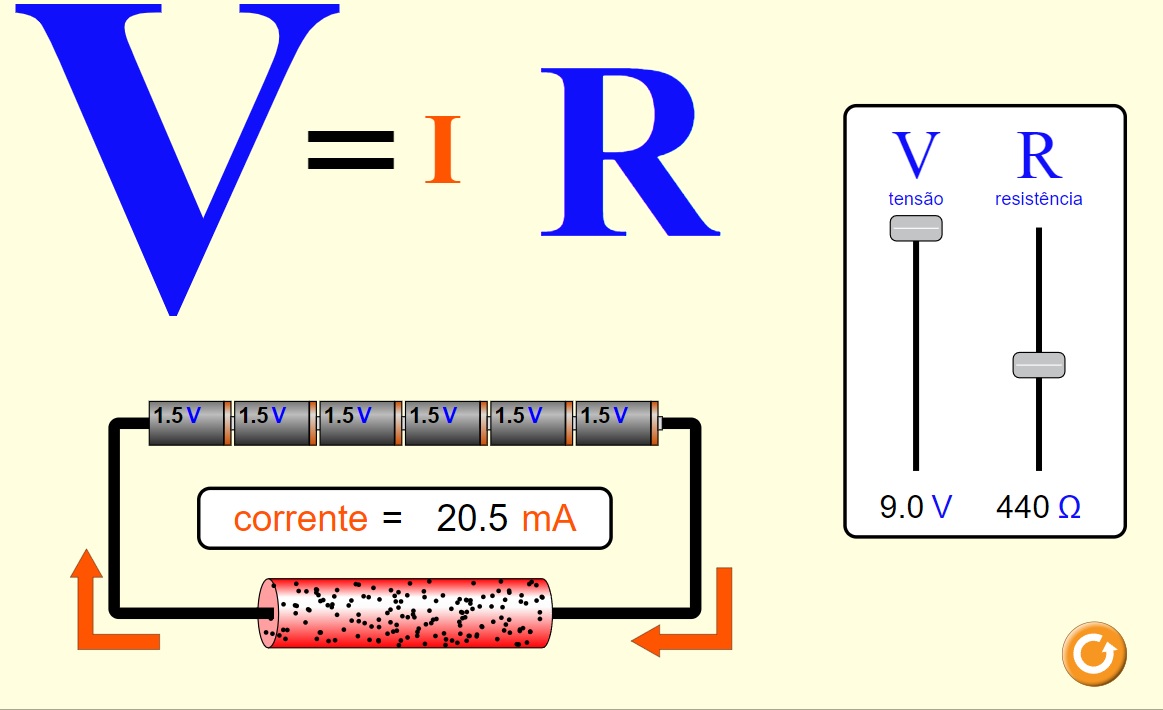 V = I R
V R
tensão resistência
9.0 V 440 Ω
1.5 V 1.5 V 1.5 V 1.5 V 1.5 V 1.5 V
corrente = 20.5 mA